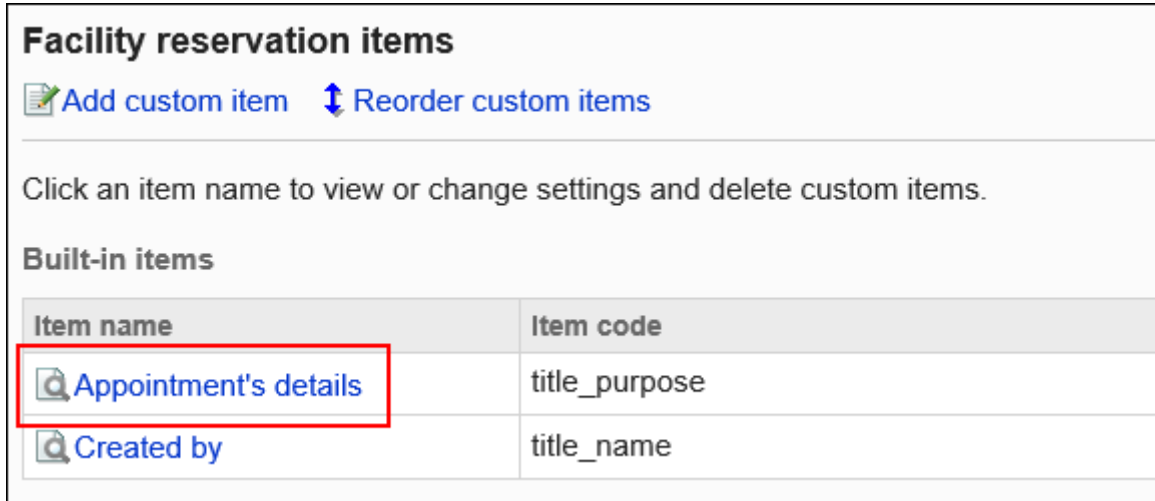 Facility reservation items
Add custom item Reorder custom items
Click an item name to view or change settings and delete custom items.
Built-in items
Item name Item code
Appointment's details title_purpose
Created by title_name